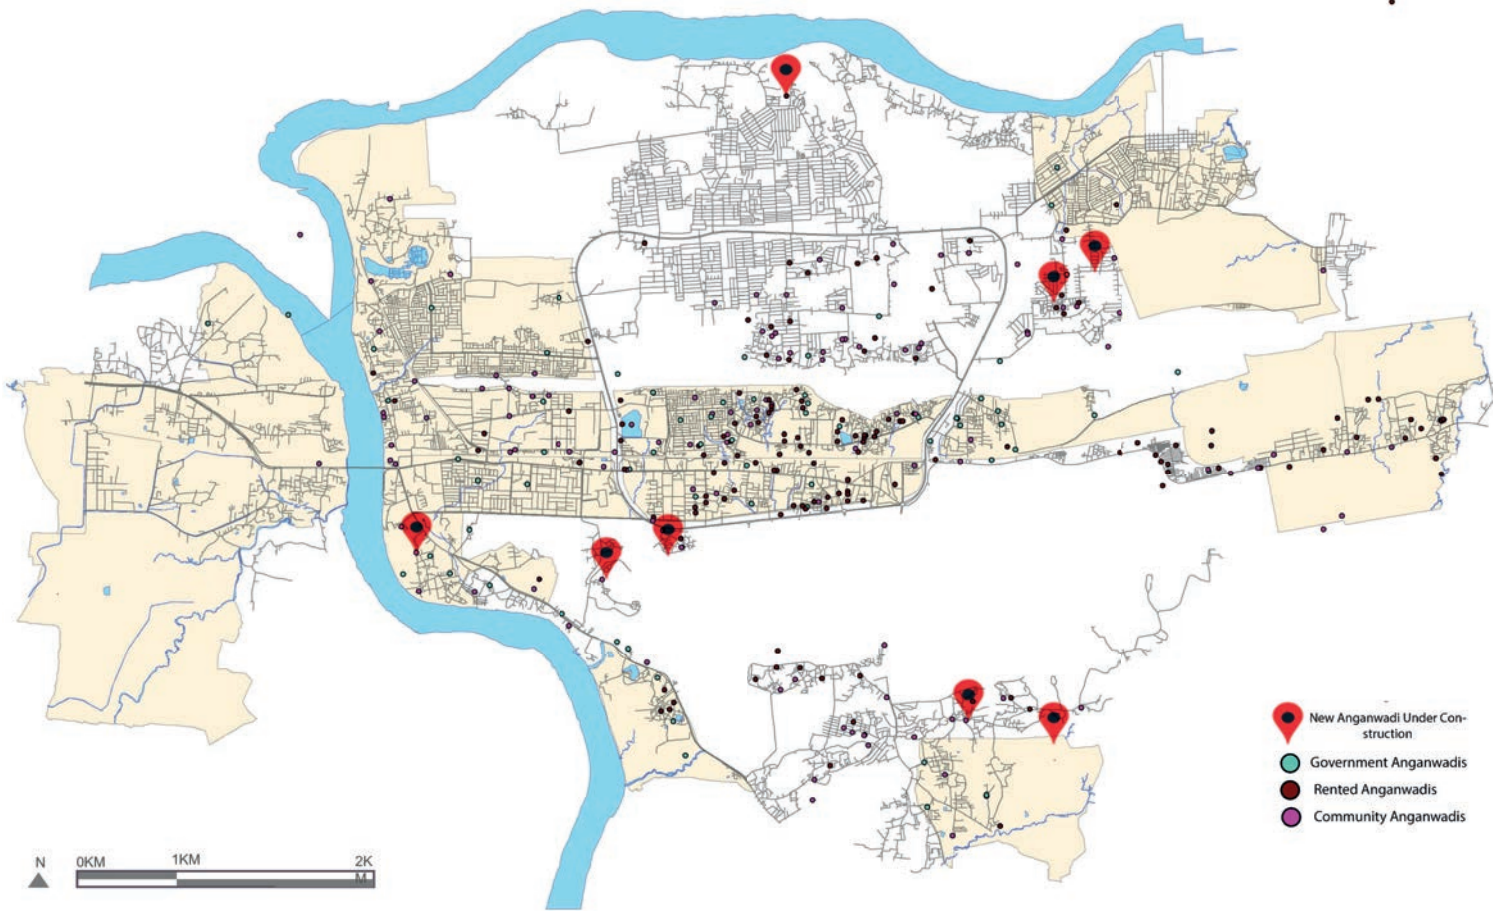 New Anganwadi Under Con-
struction
Government Anganwadis
Rented Anganwadis
Community Anganwadis
N
0KM 1KM 2K
M